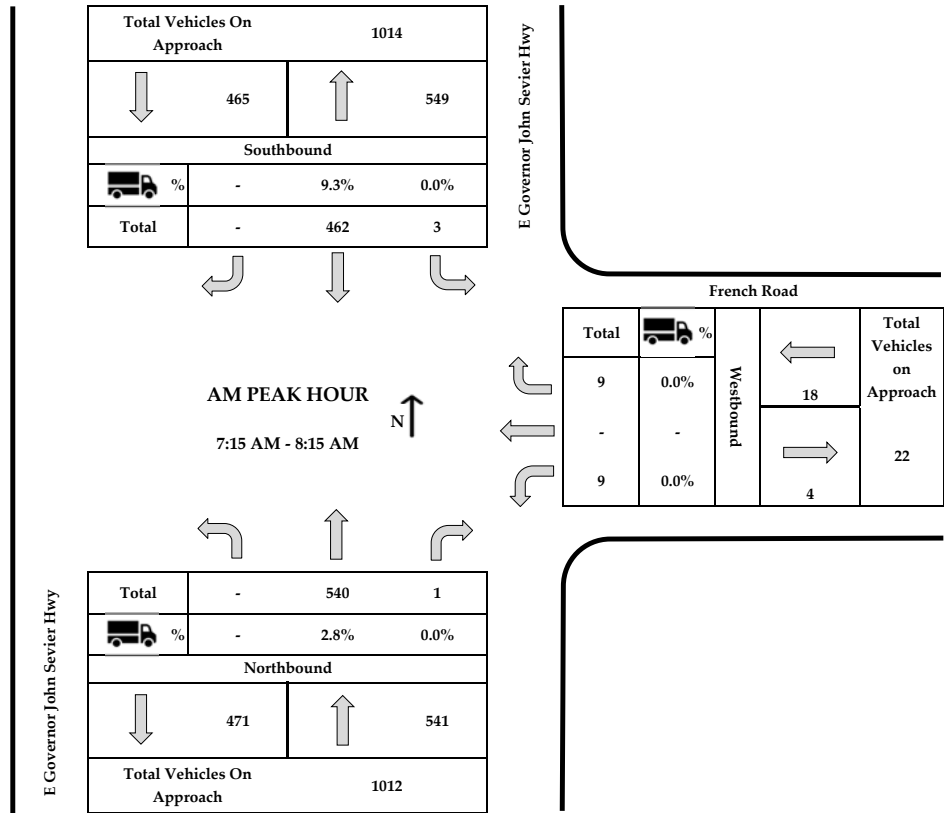 Total Vehicles On
Approach
1014
465
549
Southbound
% - 9.3% 0.0%
Total - 462 3
E Governor John Sevier Hwy
French Road
Total % Westbound Total
Vehicles
on
Approach
9 0.0% 18
- - 22
9 0.0% 4
AM PEAK HOUR
N
7:15 AM - 8:15 AM
Total - 540 1
% - 2.8% 0.0%
Northbound
471
541
Total Vehicles On
Approach
1012
E Governor John Sevier Hwy